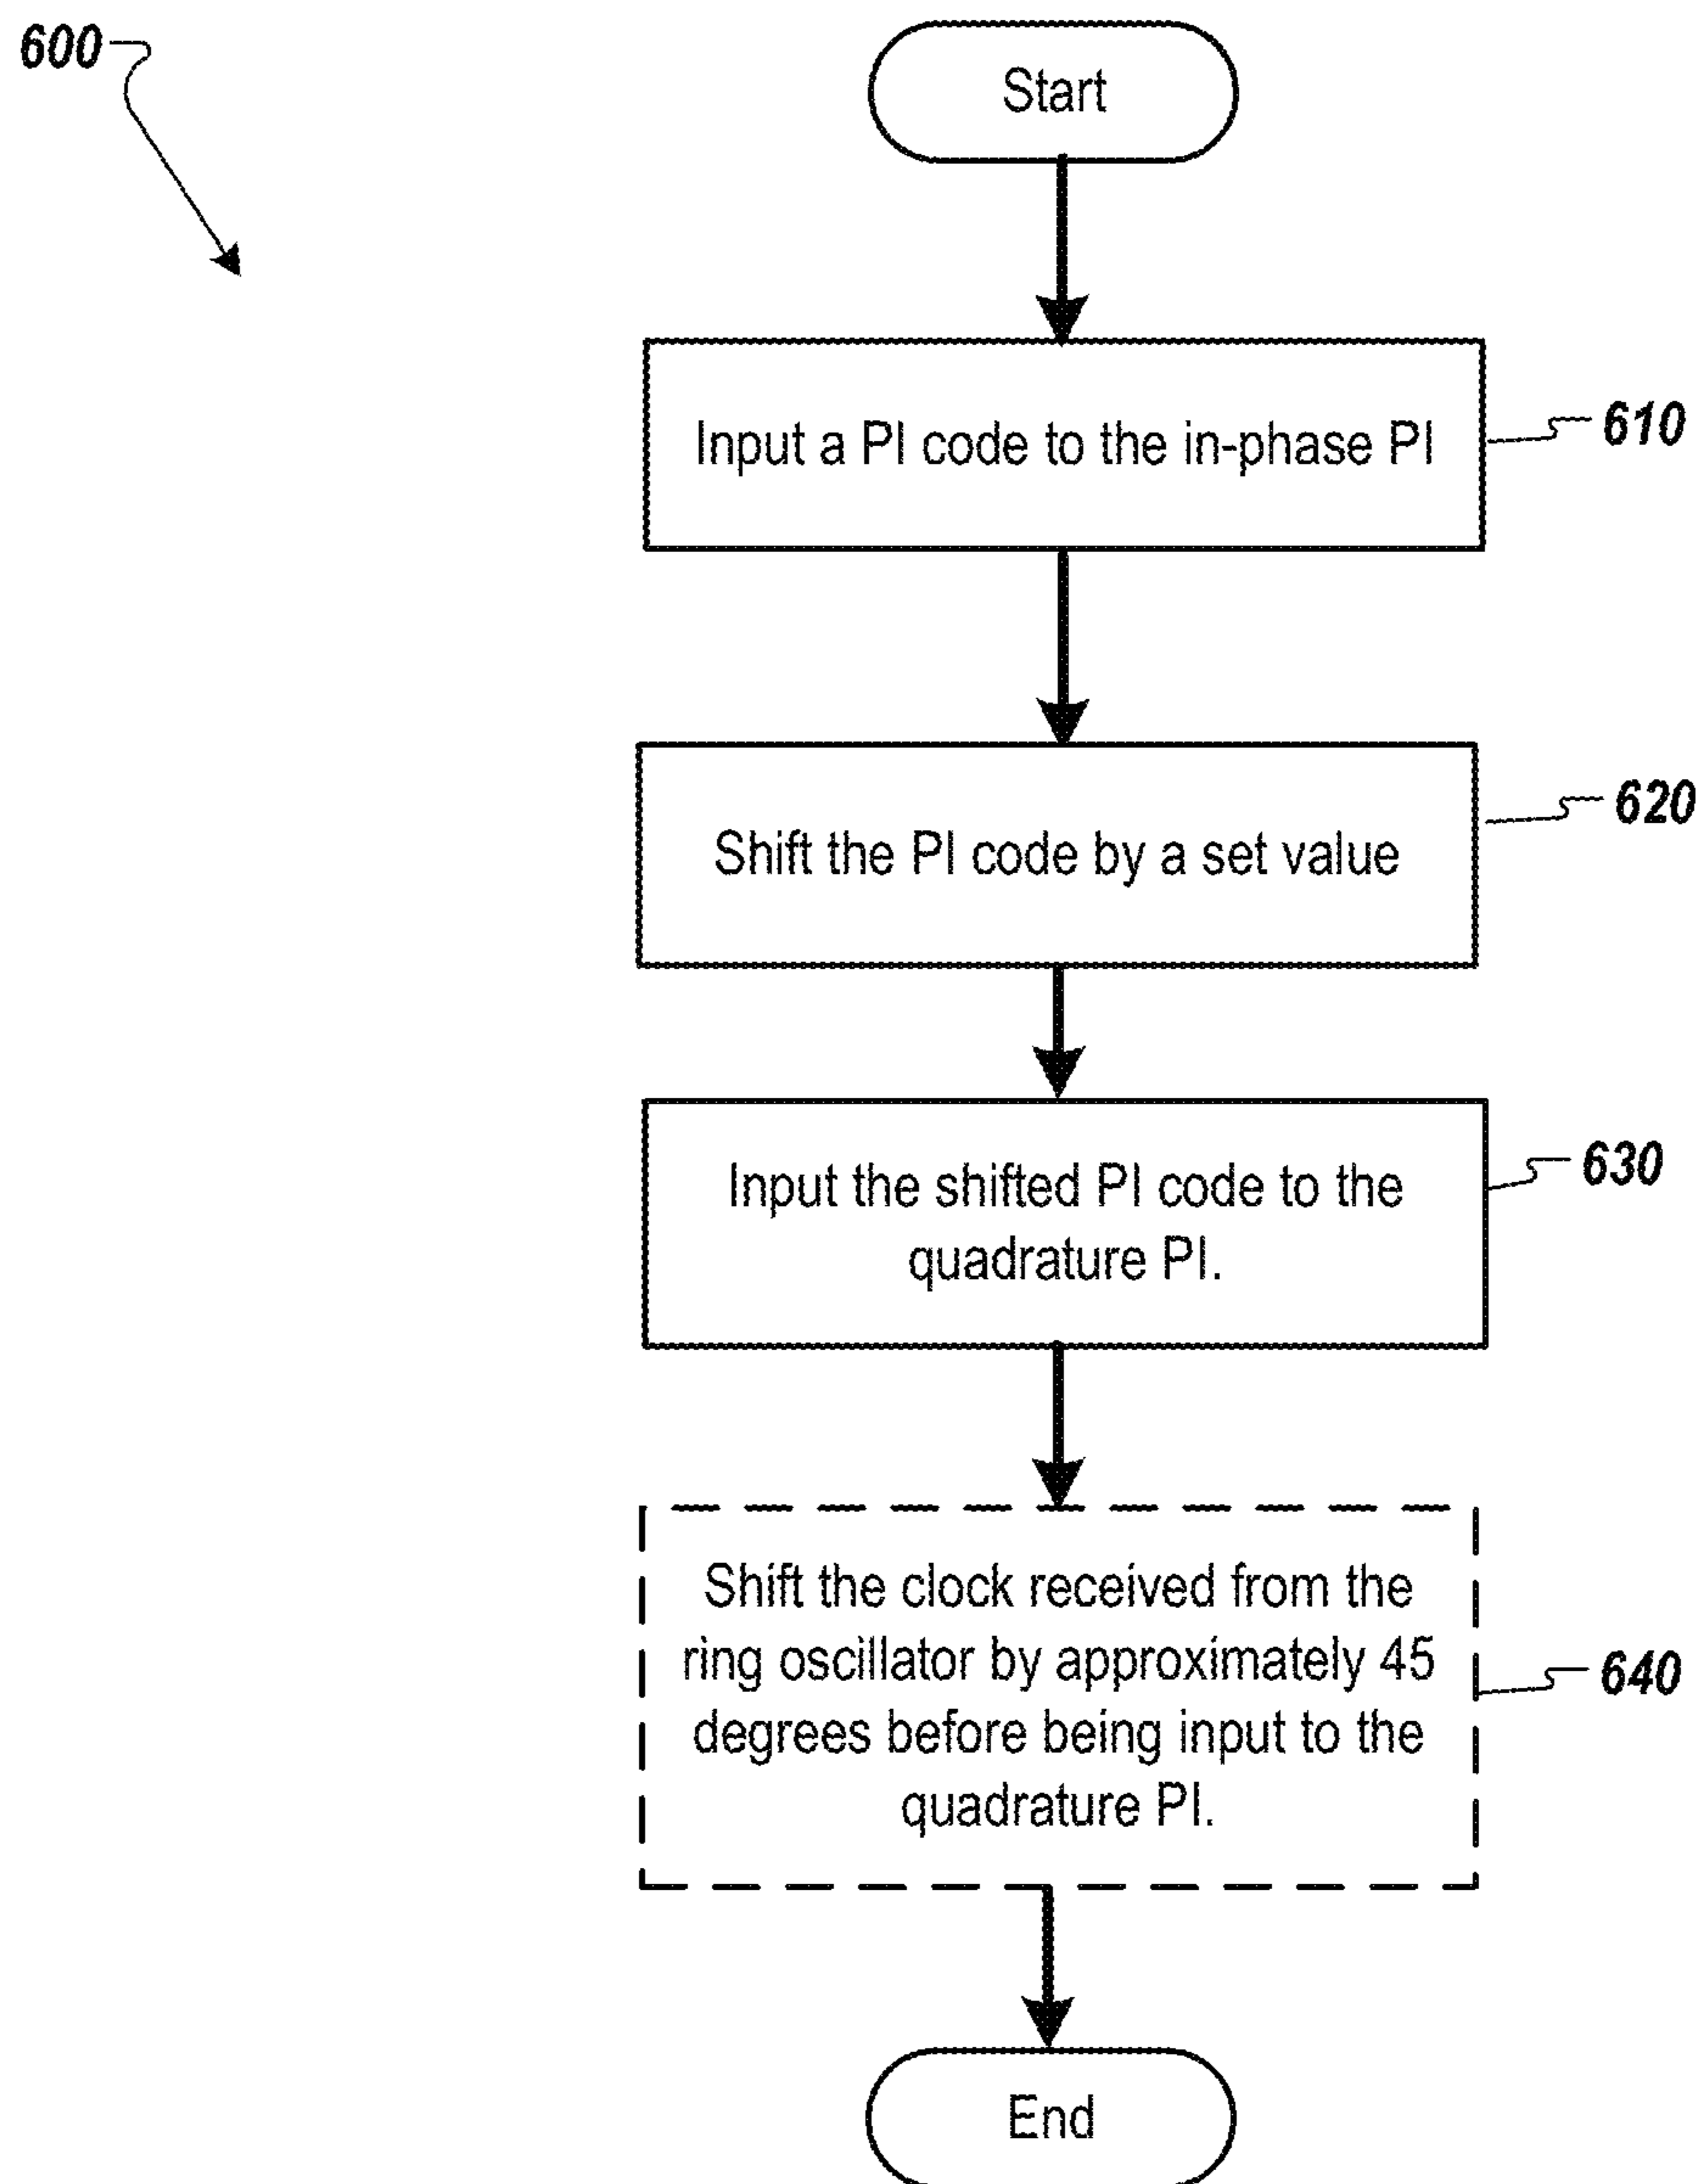 600
Start
Input a PI code to the in-phase PI
610
Shift the PI code by a set value
620
Input the shifted PI code to the
quadrature PI.
630
Shift the clock received from the
ring oscillator by approximately 45
degrees before being input to the
quadrature PI.
640
End